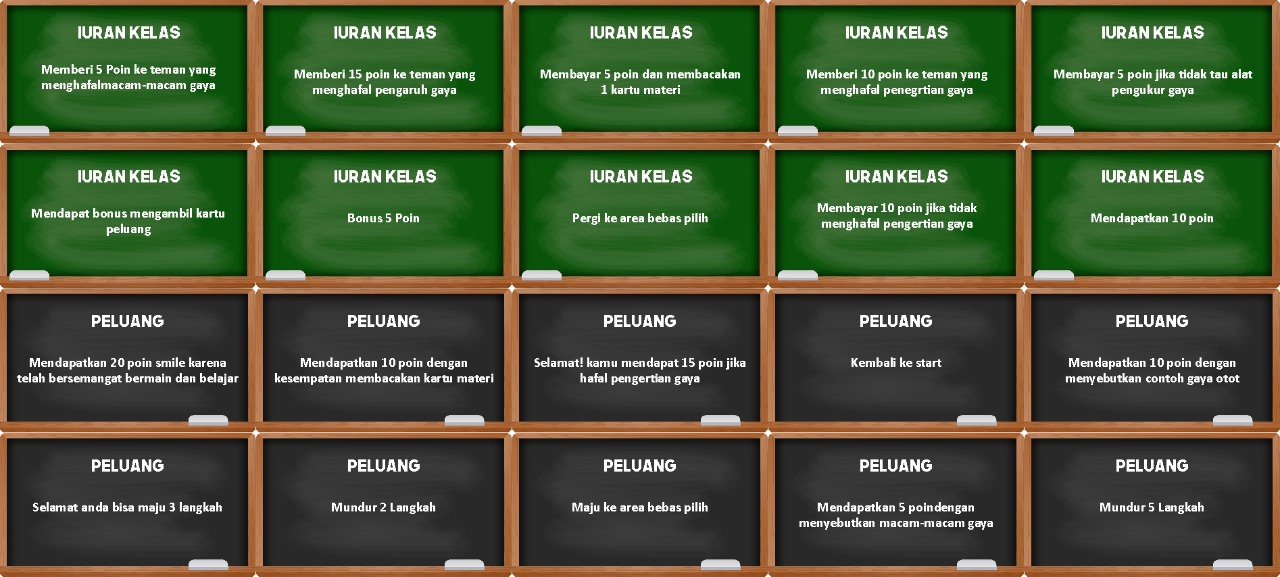 IURAN KELAS
Memberi 5 Poin ke teman yang
menghafalmacam-macam gaya
IURAN KELAS
Memberi 15 poin ke teman yang
menghafal pengaruh gaya
IURAN KELAS
Membayar 5 poin dan membacakan
1 kartu materi
IURAN KELAS
Memberi 10 poin ke teman yang
menghafal penegrtian gaya
IURAN KELAS
Membayar 5 poin jika tidak tau alat
pengukur gaya
IURAN KELAS
Mendapat bonus mengambil kartu
peluang
IURAN KELAS
Bonus 5 Poin
IURAN KELAS
Pergi ke area bebas pilih
IURAN KELAS
Membayar 10 poin jika tidak
menghafal pengertian gaya
IURAN KELAS
Mendapatkan 10 poin
PELUANG
Mendapatkan 20 poin smile karena
telah bersemangat bermain dan belajar
PELUANG
Mendapatkan 10 poin dengan
kesempatan membacakan kartu materi
PELUANG
Selamat! kamu mendapat 15 poin jika
hafal pengertian gaya
PELUANG
Kembali ke start
PELUANG
Mendapatkan 10 poin dengan
menyebutkan contoh gaya otot
PELUANG
Selamat anda bisa maju 3 langkah
PELUANG
Mundur 2 Langkah
PELUANG
Maju ke area bebas pilih
PELUANG
Mendapatkan 5 poindengan
menyebutkan macam-macam gaya
PELUANG
Mundur 5 Langkah